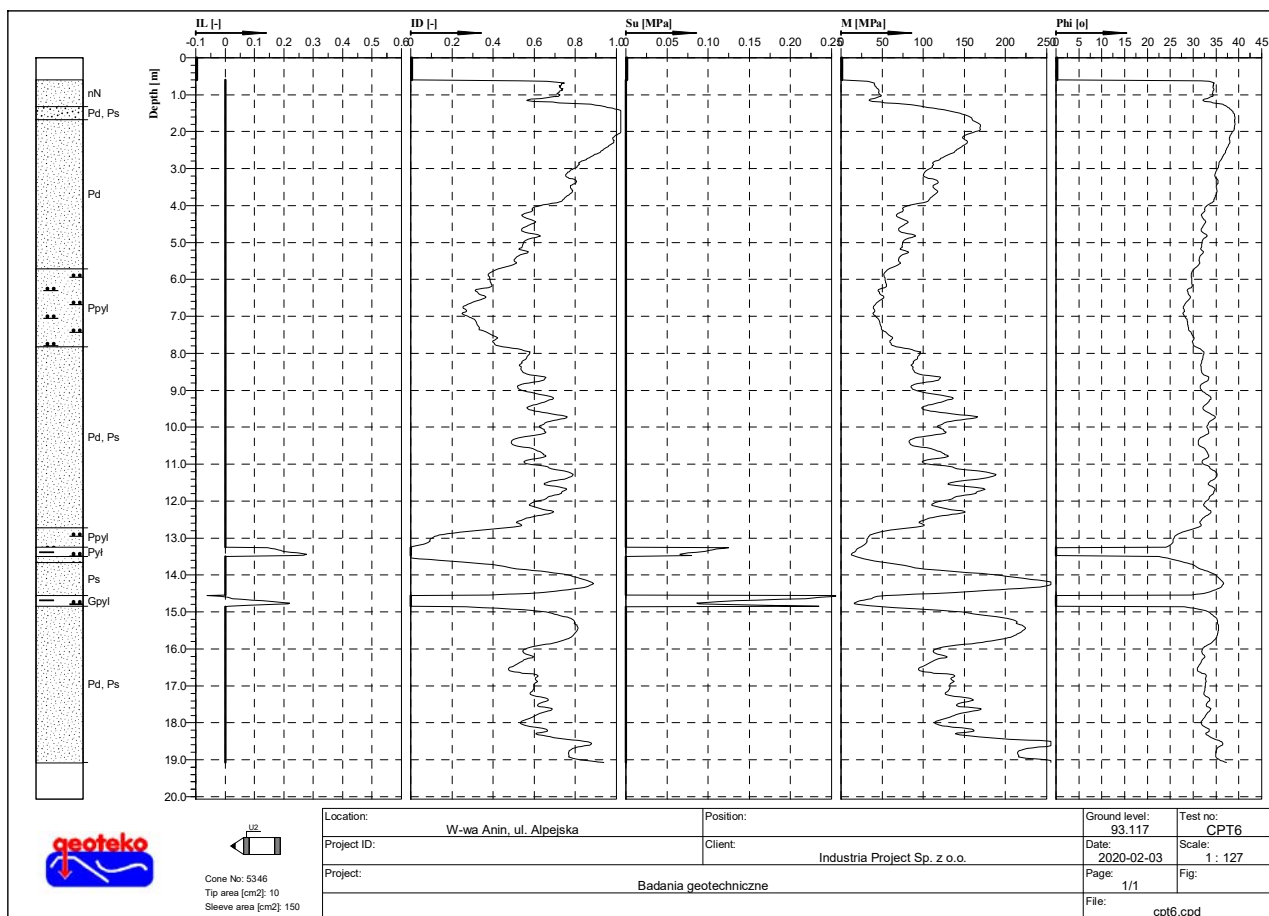 IL [-]
-0.1 0 0.1 0.2 0.3 0.4 0.5 0.6
ID [-]
0 0.2 0.4 0.6 0.8 1.0
Su [MPa]
0.00 0.05 0.10 0.15 0.20 0.25
M [MPa]
0 50 100 150 200 250
Phi [o]
0 5 10 15 20 25 30 35 40 45
Depth [m]
0
1.0
2.0
3.0
4.0
5.0
6.0
7.0
8.0
9.0
10.0
11.0
12.0
13.0
14.0
15.0
16.0
17.0
18.0
19.0
20.0
nN
Pd, Ps
Pd
Ppyl
Pd, Ps
Ppyl
Pył
Ps
Gpyl
Pd, Ps
geoteko
U2
Cone No: 5346
Tip area [cm2]: 10
Sleeve area [cm2]: 150
Location:
W-wa Anin, ul. Alpejska
Position:
Ground level:
93.117
Test no:
CPT6
Project ID:
Client:
Industria Project Sp. z o.o.
Date:
2020-02-03
Scale:
1 : 127
Project:
Badania geotechniczne
Page:
1/1
Fig:
File:
cpt6.cpd